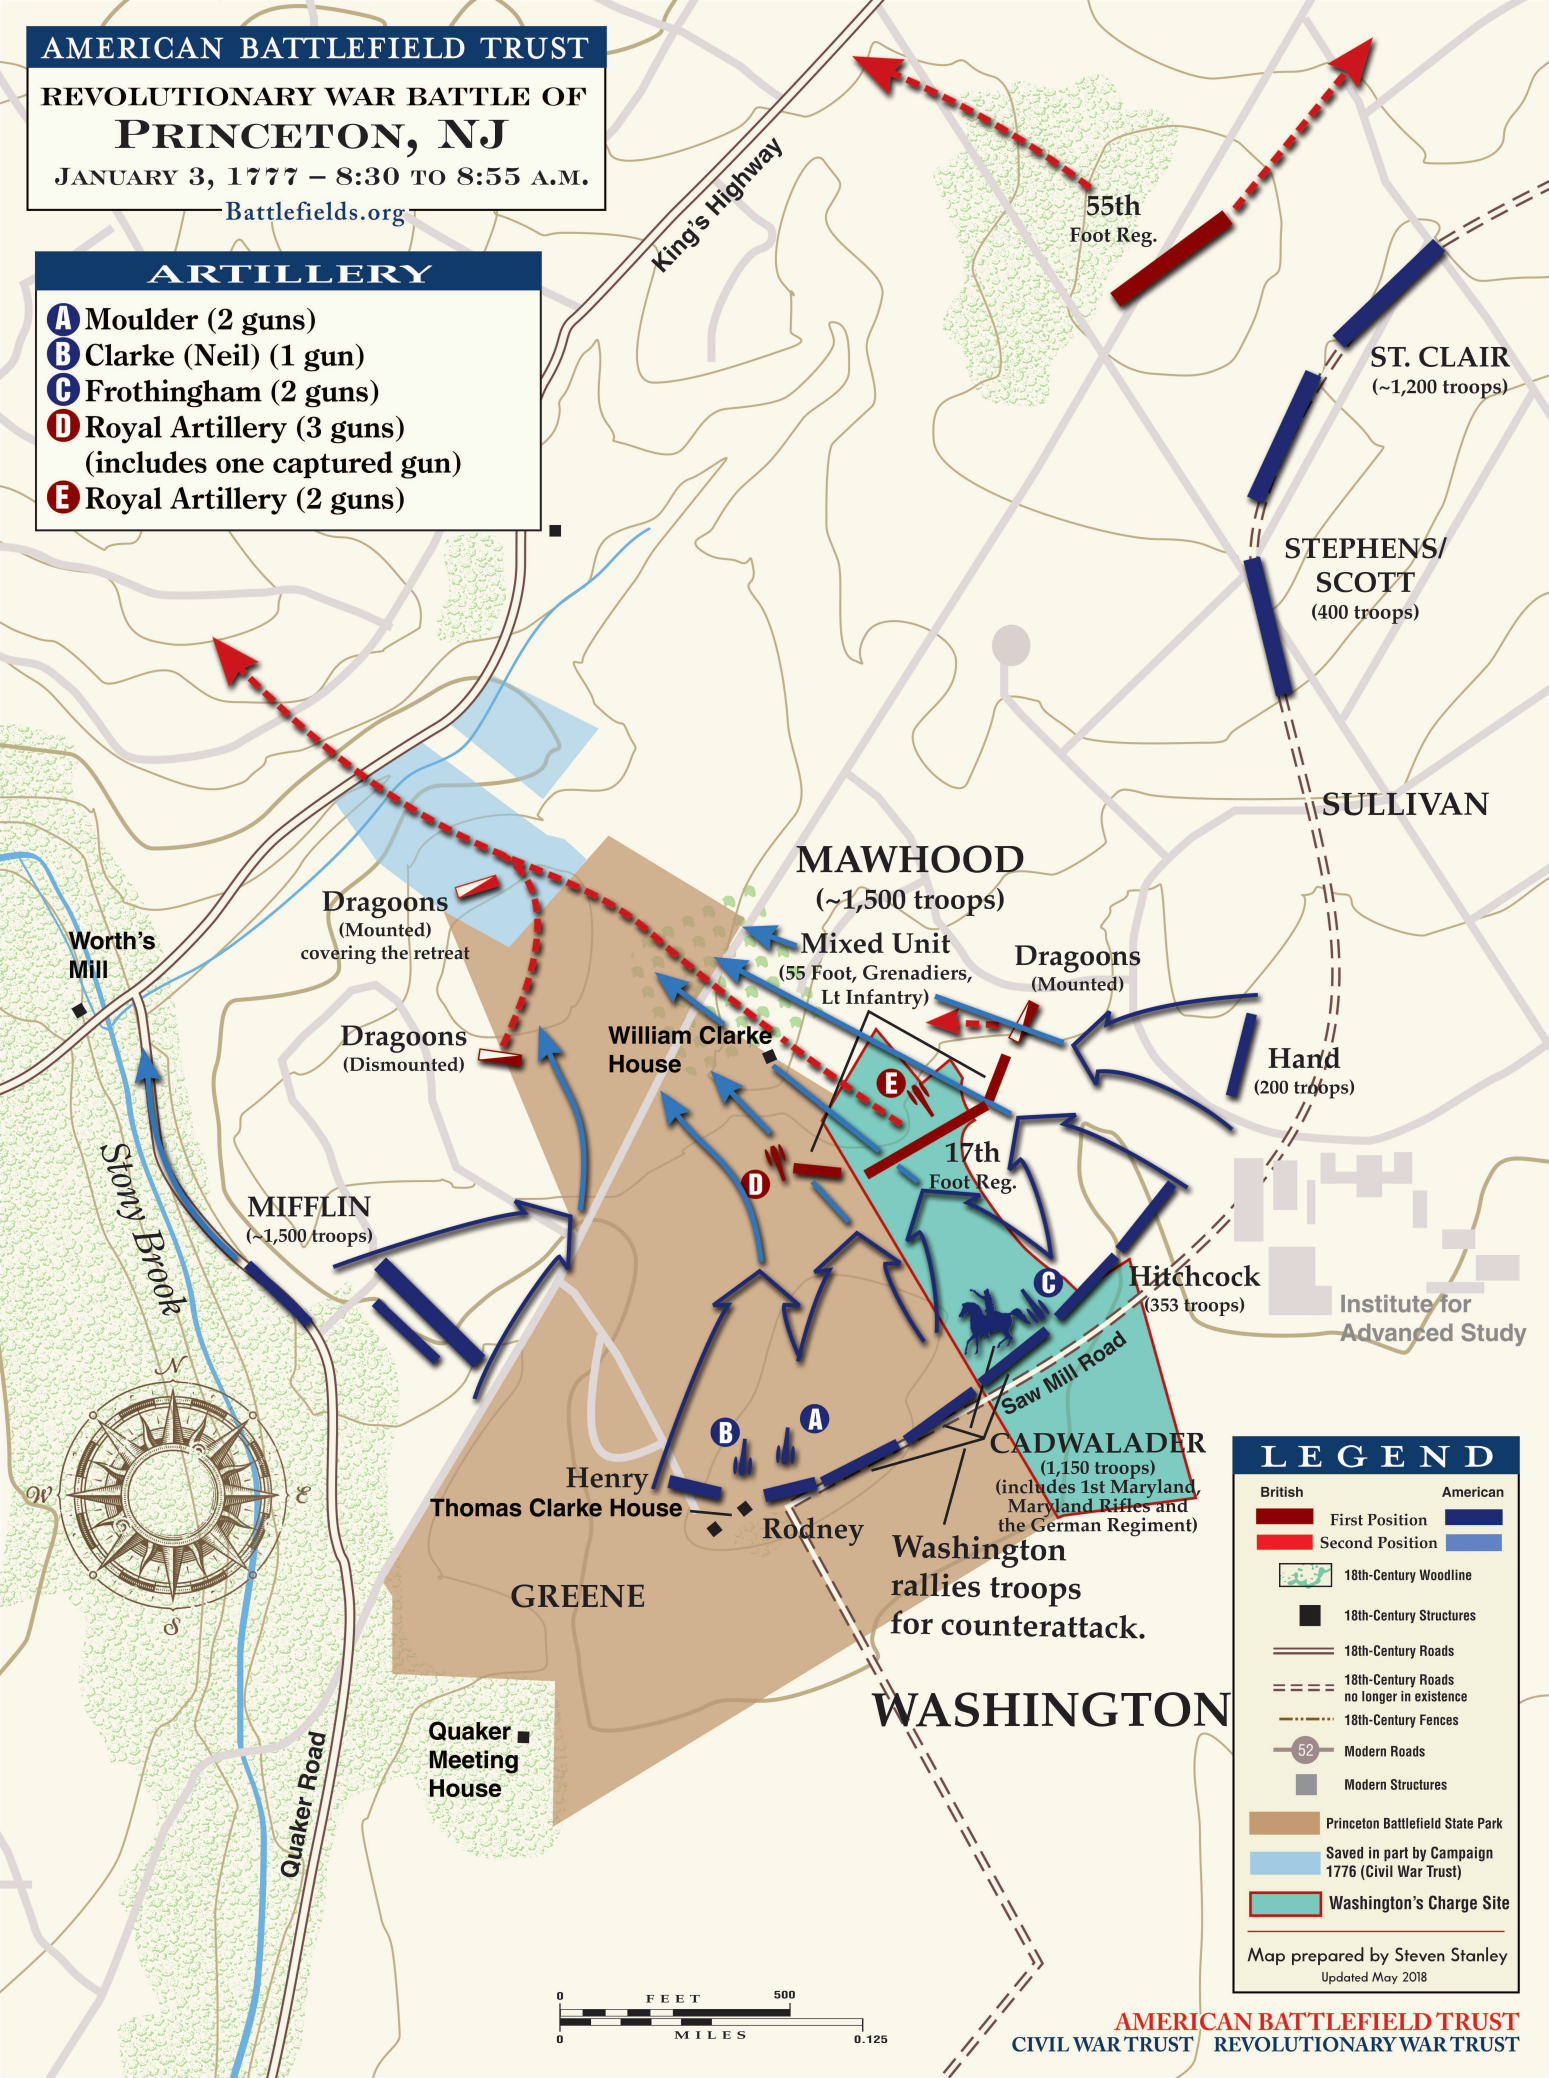 AMERICAN BATTLEFIELD TRUST
REVOLUTIONARY WAR BATTLE OF
PRINCETON, NJ
JANUARY 3, 1777 – 8:30 TO 8:55 A.M.
Battlefields.org
ARTILLERY
A Moulder (2 guns)
B Clarke (Neil) (1 gun)
C Frothingham (2 guns)
D Royal Artillery (3 guns)
(includes one captured gun)
E Royal Artillery (2 guns)
King's Highway
55th
Foot Reg.
ST. CLAIR
(~1,200 troops)
STEPHENS/
SCOTT
(400 troops)
SULLIVAN
MAWHOOD
(~1,500 troops)
Dragoons
(Mounted)
covering the retreat
Mixed Unit
(55 Foot, Grenadiers,
Lt Infantry)
Dragoons
(Mounted)
Worth's
Mill
Dragoons
(Dismounted)
William Clarke
House
Hand
(200 troops)
E
17th
Foot Reg.
D
Stony Brook
MIFFLIN
(~1,500 troops)
C
Hitchcock
(353 troops)
Institute for
Advanced Study
Saw Mill Road
N
W
E
S
B
A
CADWALADER
(1,150 troops)
(includes 1st Maryland,
Maryland Rifles and
the German Regiment)
Henry
Thomas Clarke House
Rodney
Washington
rallies troops
for counterattack.
GREENE
WASHINGTON
Quaker
Meeting
House
Quaker Road
LEGEND
British American
First Position
Second Position
18th-Century Woodline
18th-Century Structures
18th-Century Roads
18th-Century Roads
no longer in existence
18th-Century Fences
52 Modern Roads
Modern Structures
Princeton Battlefield State Park
Saved in part by Campaign
1776 (Civil War Trust)
Washington's Charge Site
Map prepared by Steven Stanley
Updated May 2018
0 FEET 500
0 MILES 0.125
AMERICAN BATTLEFIELD TRUST
CIVIL WAR TRUST REVOLUTIONARY WAR TRUST